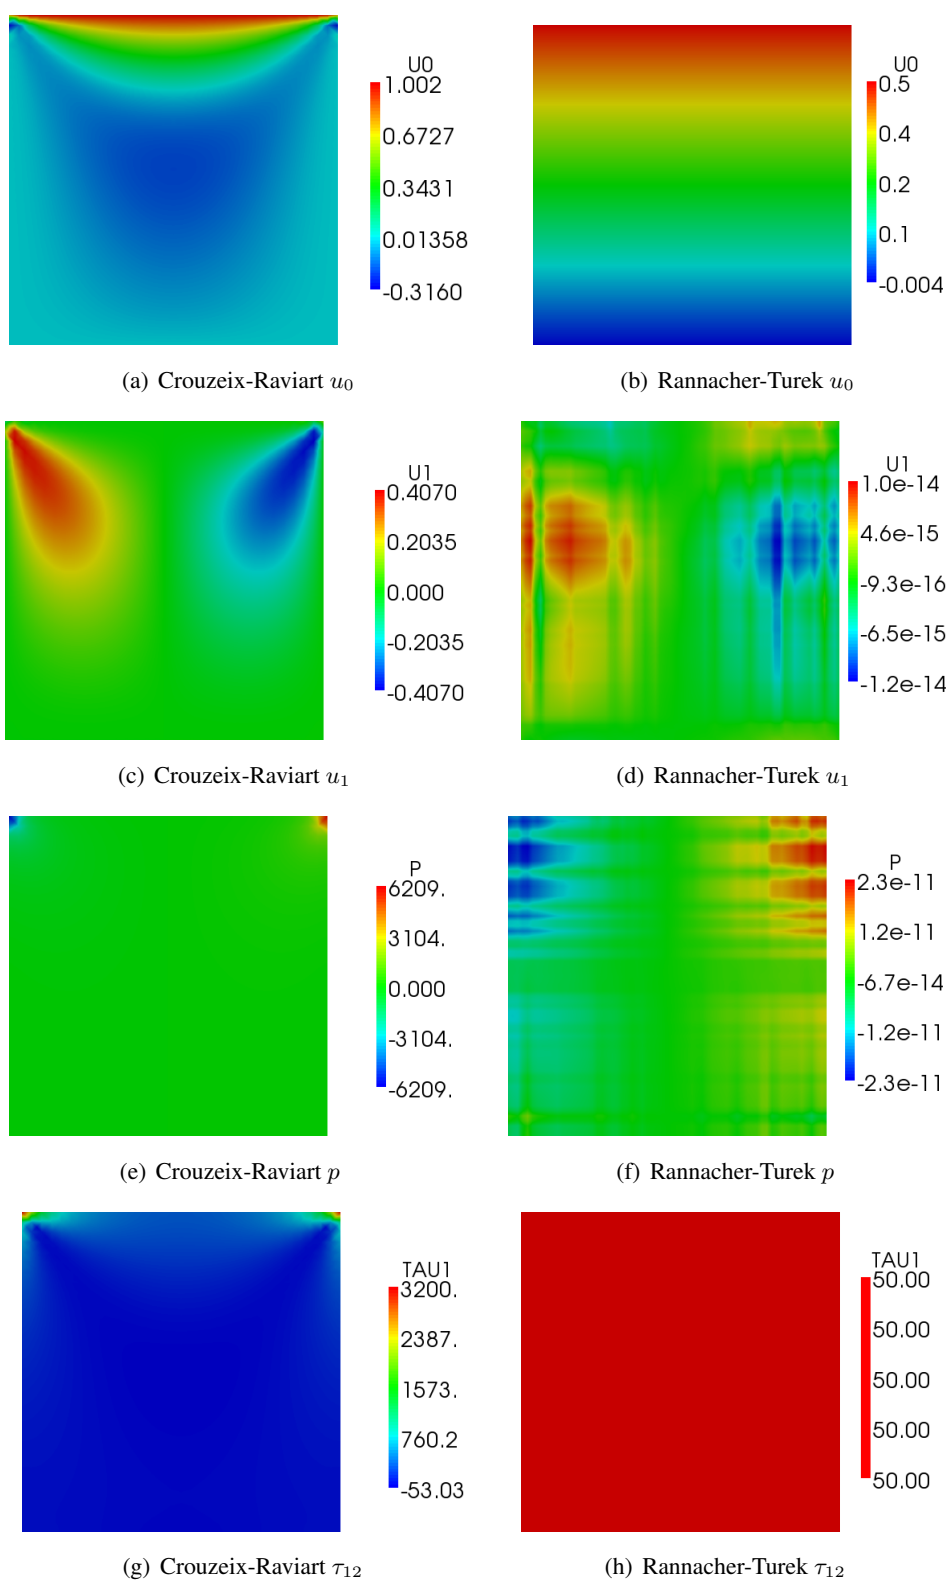 U0
1.002
0.6727
0.3431
0.01358
-0.3160
(a) Crouzeix-Raviart u₀
U0
0.5
0.4
0.2
0.1
-0.004
(b) Rannacher-Turek u₀
U1
0.4070
0.2035
0.000
-0.2035
-0.4070
(c) Crouzeix-Raviart u₁
U1
1.0e-14
4.6e-15
-9.3e-16
-6.5e-15
-1.2e-14
(d) Rannacher-Turek u₁
P
6209.
3104.
0.000
-3104.
-6209.
(e) Crouzeix-Raviart p
P
2.3e-11
1.2e-11
-6.7e-14
-1.2e-11
-2.3e-11
(f) Rannacher-Turek p
TAU1
3200.
2387.
1573.
760.2
-53.03
(g) Crouzeix-Raviart τ₁₂
TAU1
50.00
50.00
50.00
50.00
50.00
(h) Rannacher-Turek τ₁₂